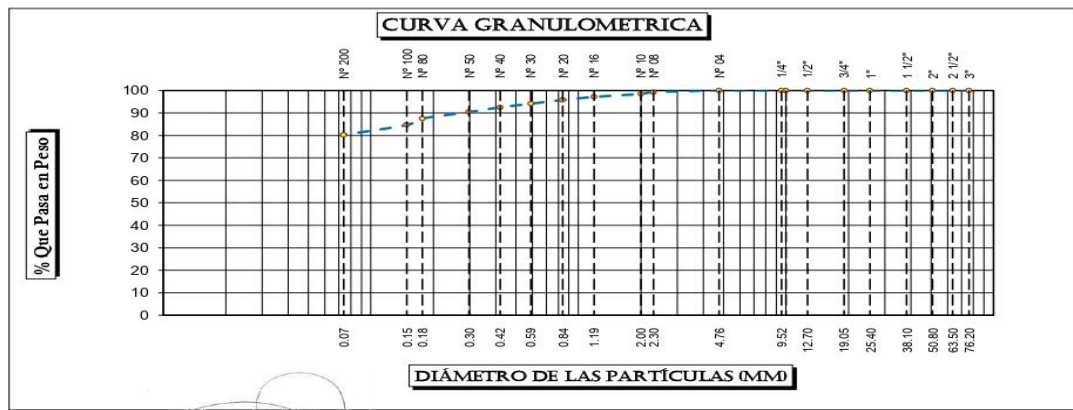 CURVA GRANULOMETRICA
Nº 200
Nº 100
Nº 80
Nº 50
Nº 40
Nº 30
Nº 20
Nº 16
Nº 10
Nº 08
Nº 04
1/4"
1/2"
3/4"
1"
1 1/2"
2"
2 1/2"
3"
% Que Pasa en Peso
100
90
80
70
60
50
40
30
20
10
0
0.07
0.15
0.18
0.30
0.42
0.59
0.84
1.19
2.00
2.30
4.76
9.52
12.70
19.05
25.40
38.10
50.80
63.50
76.20
DIÁMETRO DE LAS PARTÍCULAS (MM)